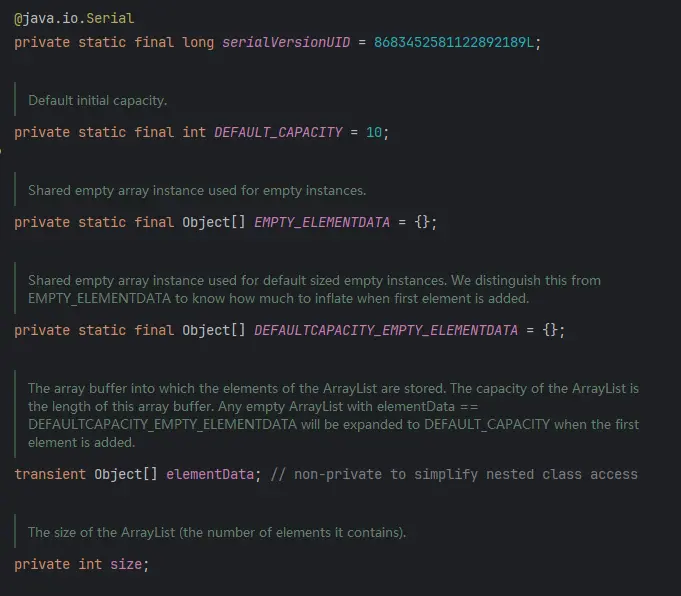 @java.io.Serial
private static final long serialVersionUID = 8683452581122892189L;
Default initial capacity.
private static final int DEFAULT_CAPACITY = 10;
Shared empty array instance used for empty instances.
private static final Object[] EMPTY_ELEMENTDATA = {};
Shared empty array instance used for default sized empty instances. We distinguish this from
EMPTY_ELEMENTDATA to know how much to inflate when first element is added.
private static final Object[] DEFAULTCAPACITY_EMPTY_ELEMENTDATA = {};
The array buffer into which the elements of the ArrayList are stored. The capacity of the ArrayList is
the length of this array buffer. Any empty ArrayList with elementData ==
DEFAULTCAPACITY_EMPTY_ELEMENTDATA will be expanded to DEFAULT_CAPACITY when the first
element is added.
transient Object[] elementData; // non-private to simplify nested class access
The size of the ArrayList (the number of elements it contains).
private int size;